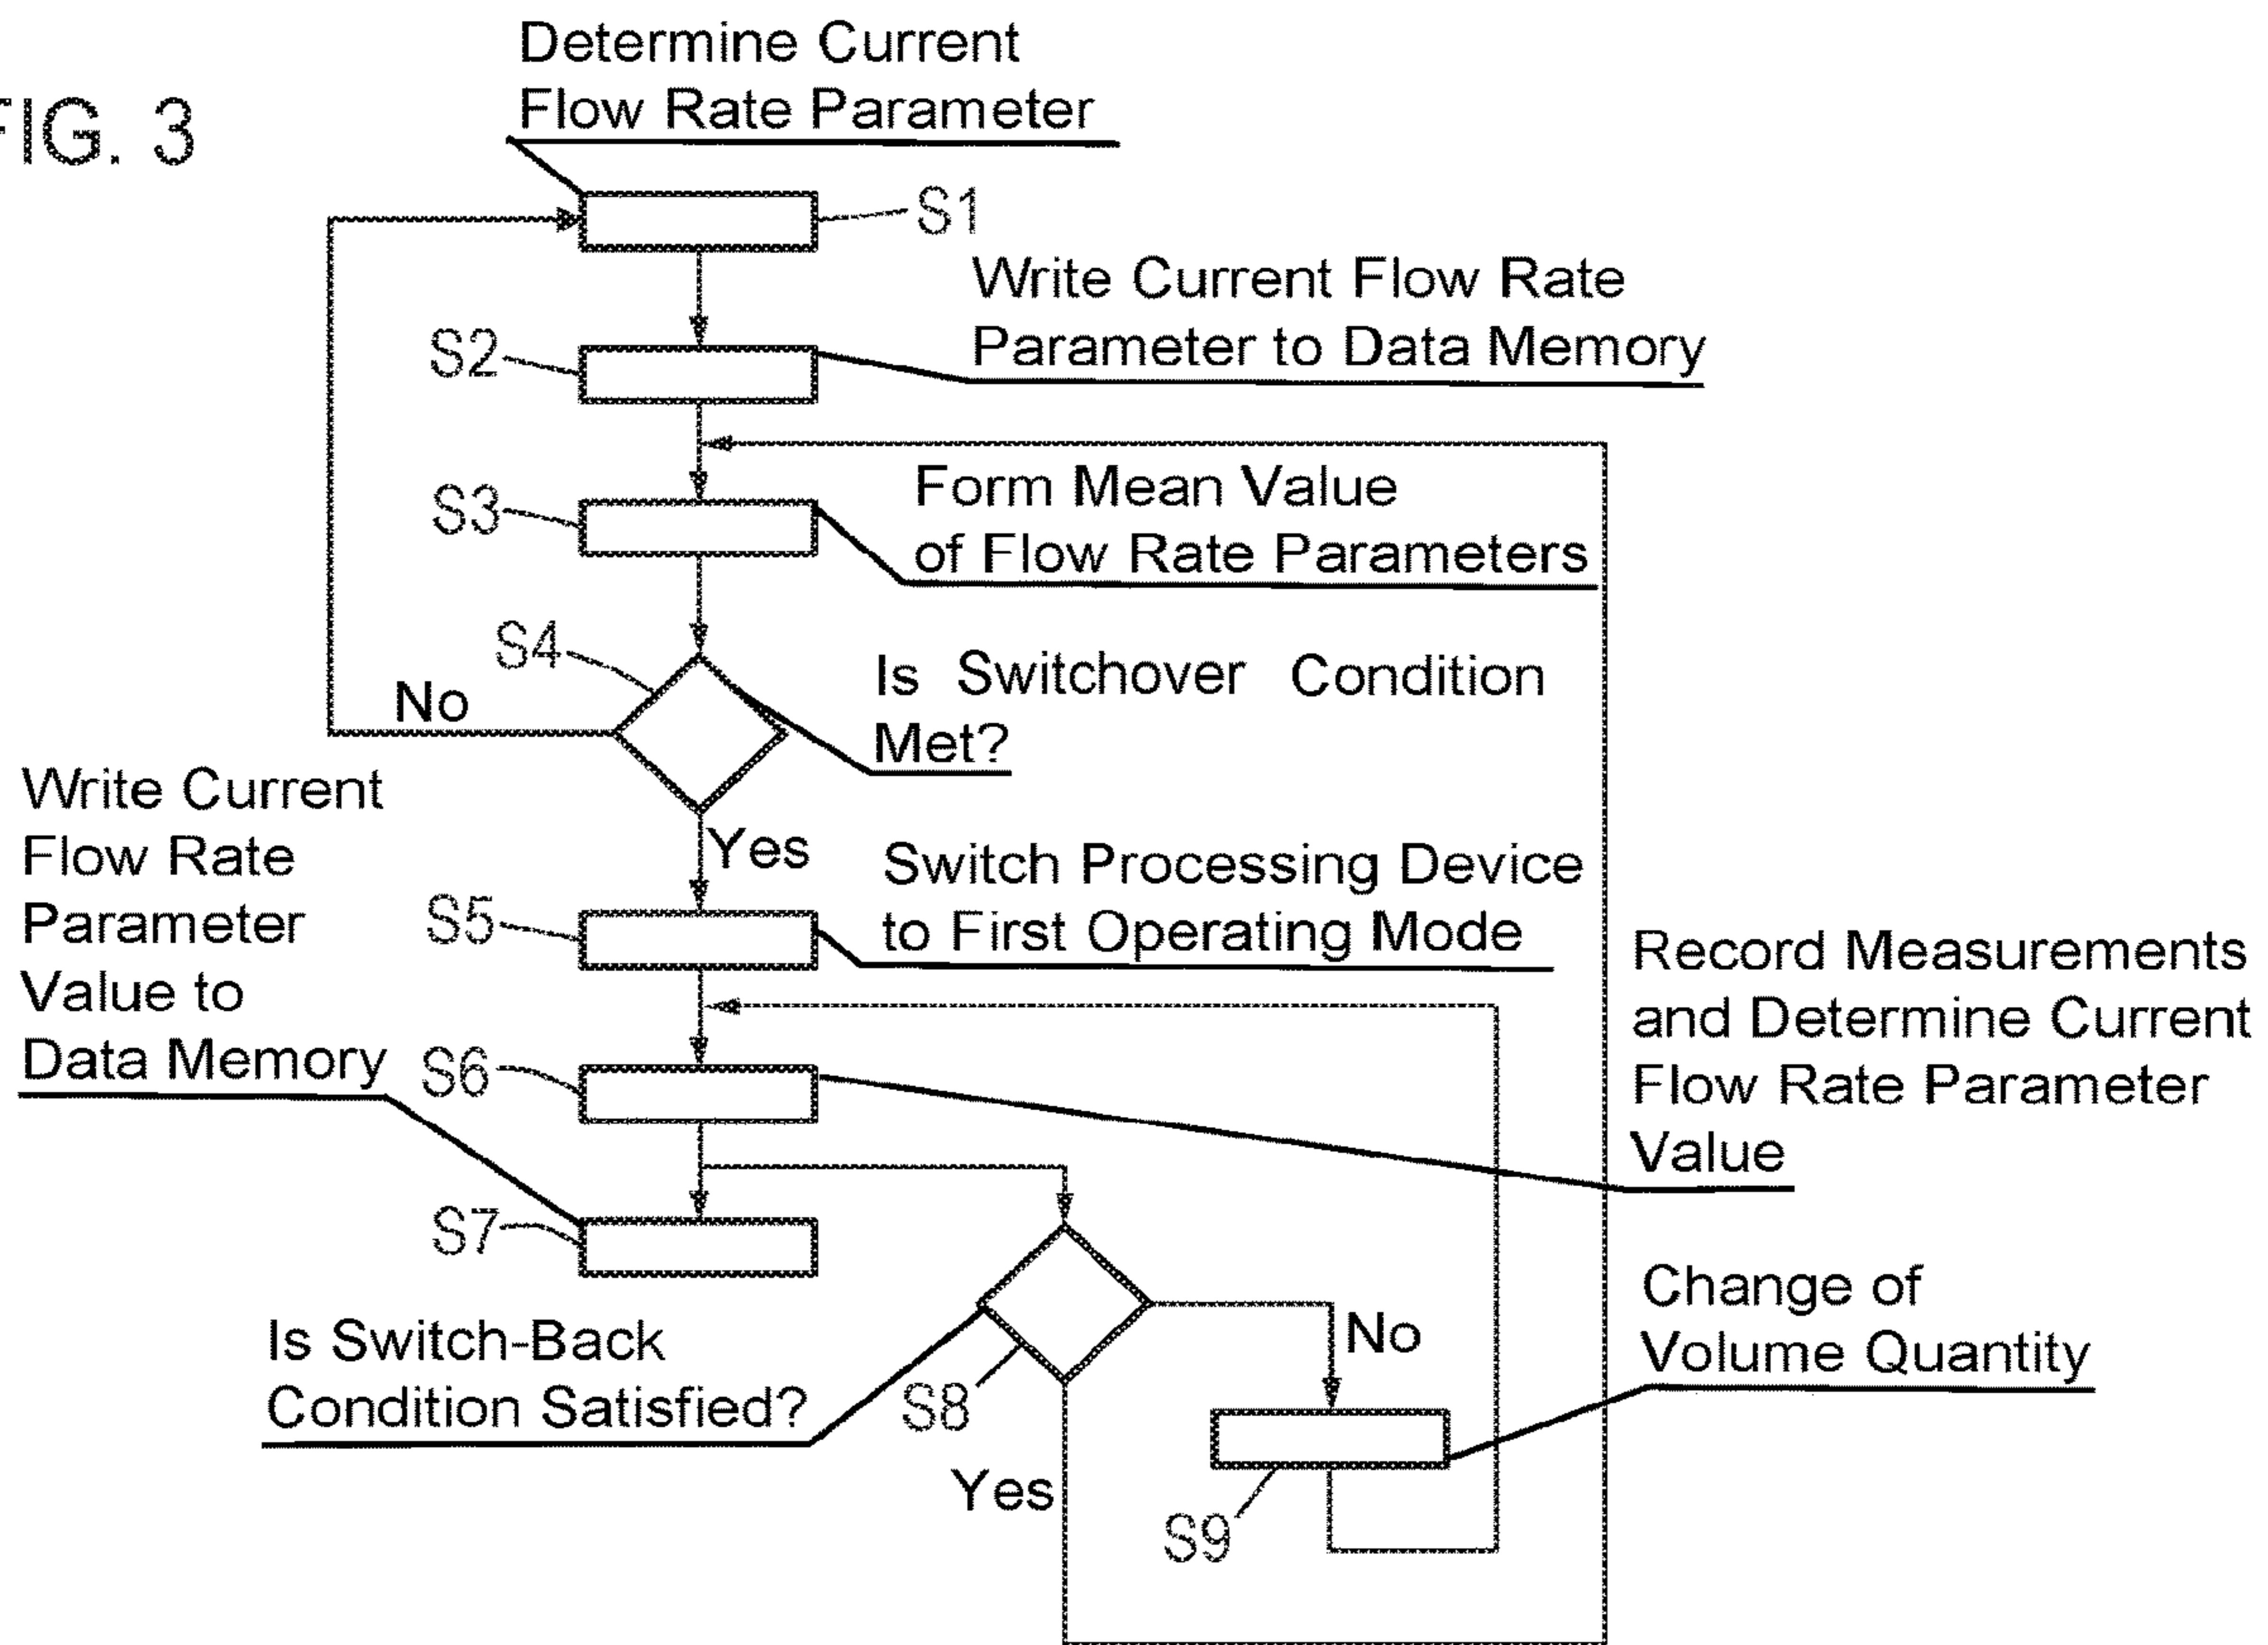 FIG. 3
Determine Current
Flow Rate Parameter
S1
Write Current Flow Rate
Parameter to Data Memory
S2
Form Mean Value
of Flow Rate Parameters
S3
S4
Is Switchover Condition
Met?
No
Yes
Write Current
Flow Rate
Parameter
Value to
Data Memory
Switch Processing Device
to First Operating Mode
S5
Record Measurements
and Determine Current
Flow Rate Parameter
Value
S6
S7
Is Switch-Back
Condition Satisfied?
S8
No
Yes
Change of
Volume Quantity
S9